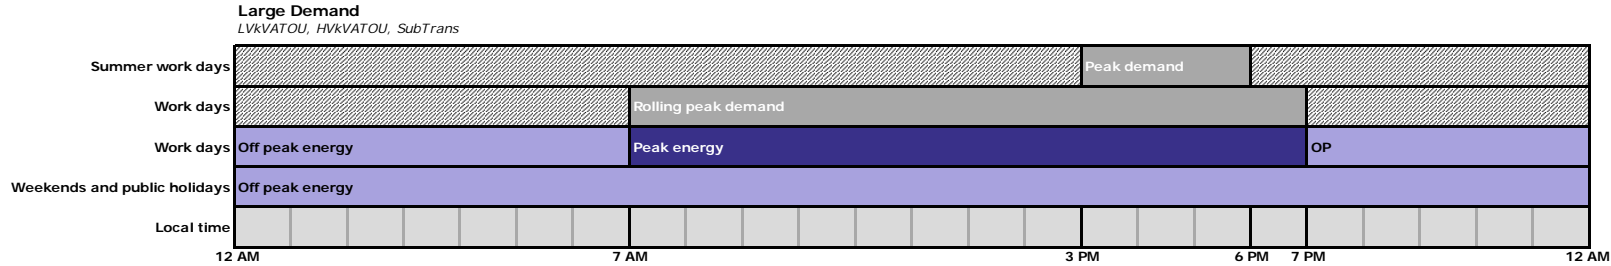 Large Demand
LVkVATOU, HVkVATOU, SubTrans
Summer work days Peak demand
Work days Rolling peak demand
Work days Off peak energy Peak energy OP
Weekends and public holidays Off peak energy
Local time
12 AM 7 AM 3 PM 6 PM 7 PM 12 AM